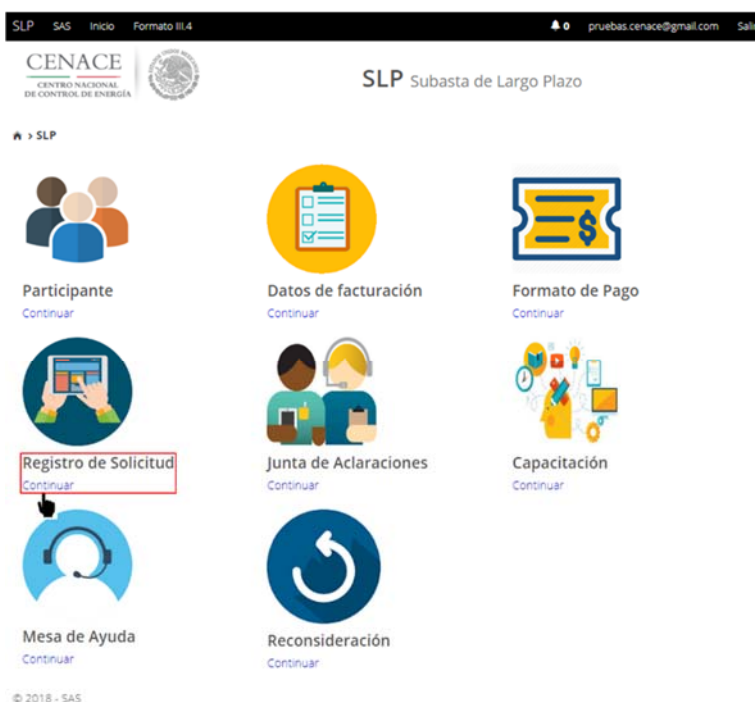 SLP SAS Inicio Formato III.4 0 pruebas.cenace@gmail.com
CENACE
CENTRO NACIONAL
DE CONTROL DE ENERGÍA
SLP Subasta de Largo Plazo
> SLP
Participante Datos de facturación Formato de Pago
Continuar Continuar Continuar
Registro de Solicitud Junta de Aclaraciones Capacitación
Continuar Continuar Continuar
Mesa de Ayuda Reconsideración
Continuar Continuar
© 2018 - SAS